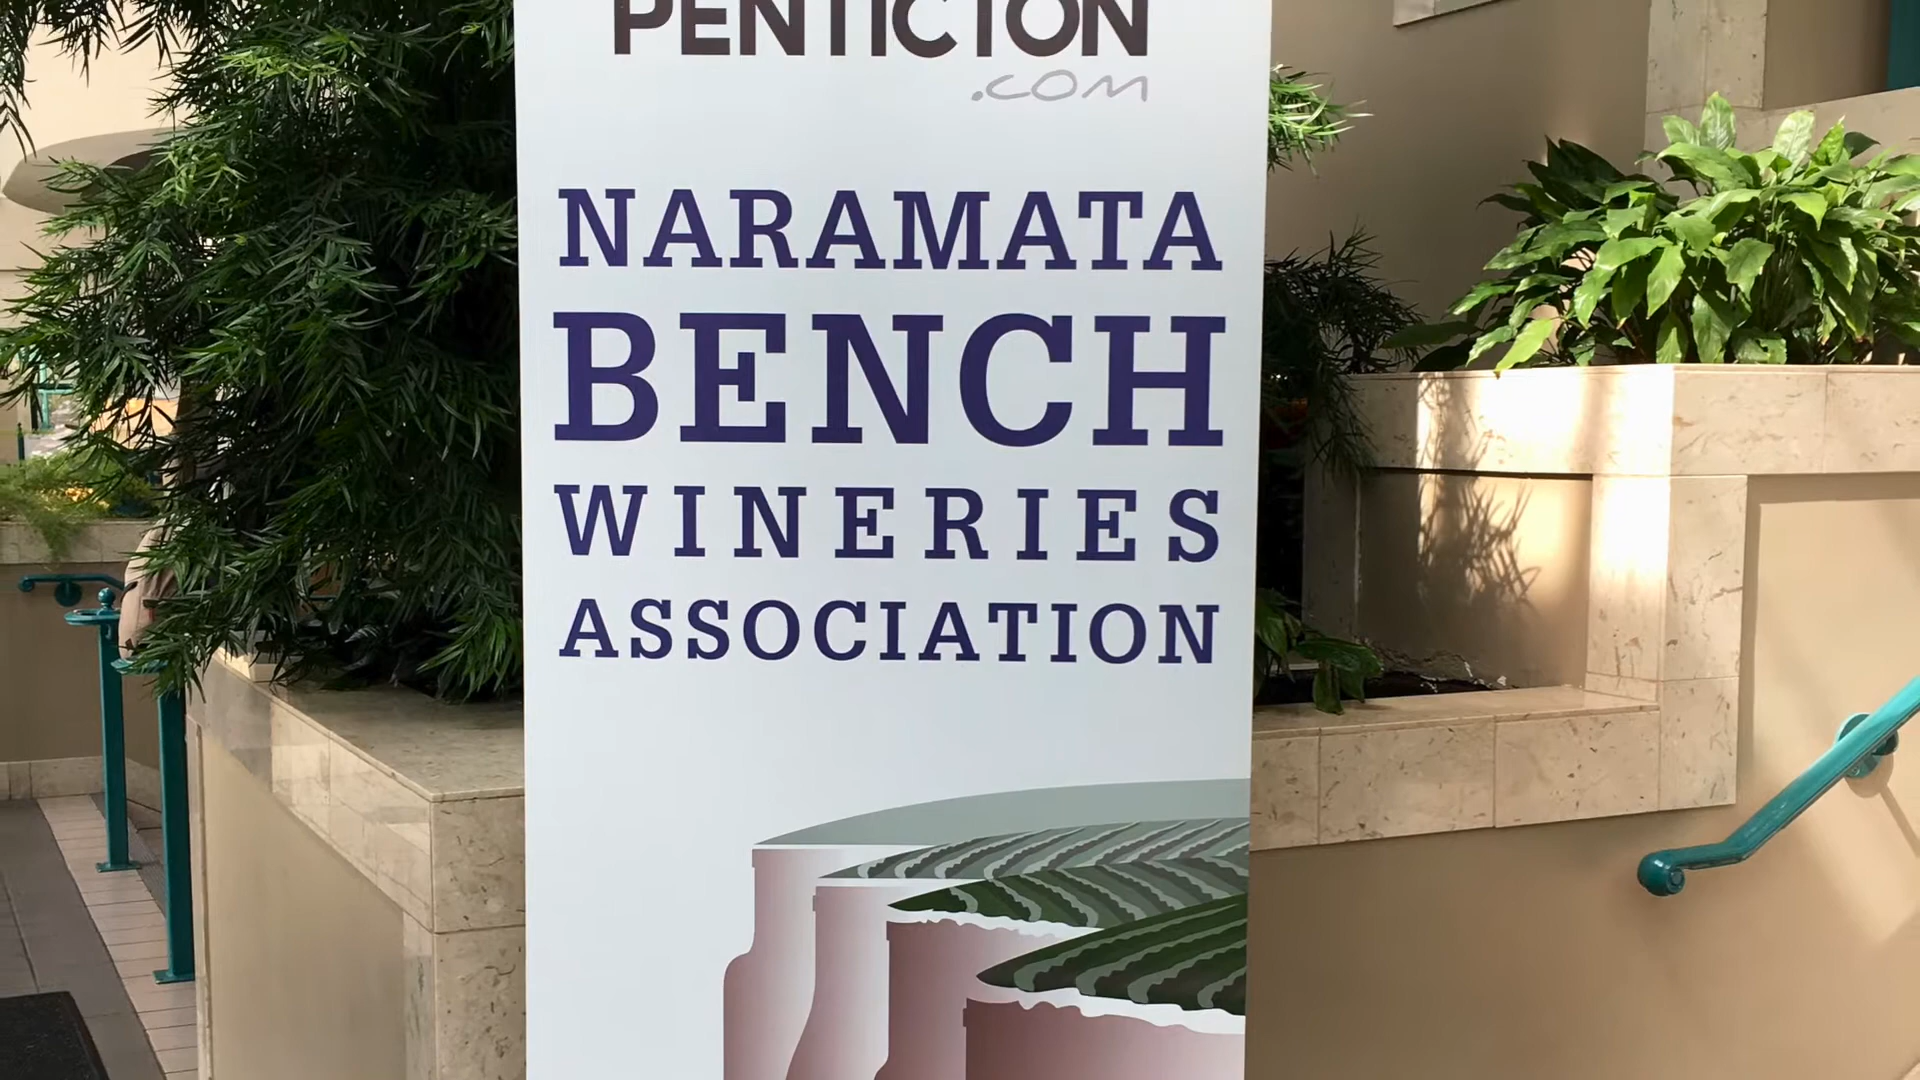 PENTICTON
.COM
NARAMATA
BENCH
WINERIES
ASSOCIATION